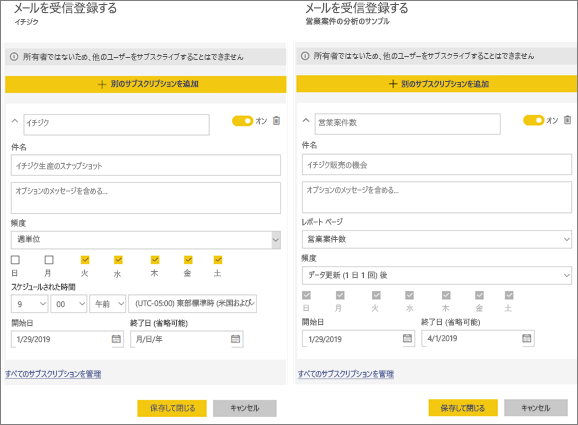 メールを受信登録する
イチジク
所有者ではないため、他のユーザーをサブスクライブすることはできません
＋ 別のサブスクリプションを追加
イチジク
オン
件名
イチジク生産のスナップショット
オプションのメッセージを含める...
頻度
週単位
日 月 火 水 木 金 土
スケジュールされた時間
9 00 午前 (UTC-05:00) 東部標準時 (米国および
開始日 終了日 (省略可能)
1/29/2019 月/日/年
すべてのサブスクリプションを管理
保存して閉じる キャンセル
メールを受信登録する
営業案件の分析のサンプル
所有者ではないため、他のユーザーをサブスクライブすることはできません
＋ 別のサブスクリプションを追加
営業案件数
オン
件名
イチジク販売の機会
オプションのメッセージを含める...
レポート ページ
営業案件数
頻度
データ更新 (1 日 1 回) 後
日 月 火 水 木 金 土
開始日 終了日 (省略可能)
1/29/2019 4/1/2019
すべてのサブスクリプションを管理
保存して閉じる キャンセル